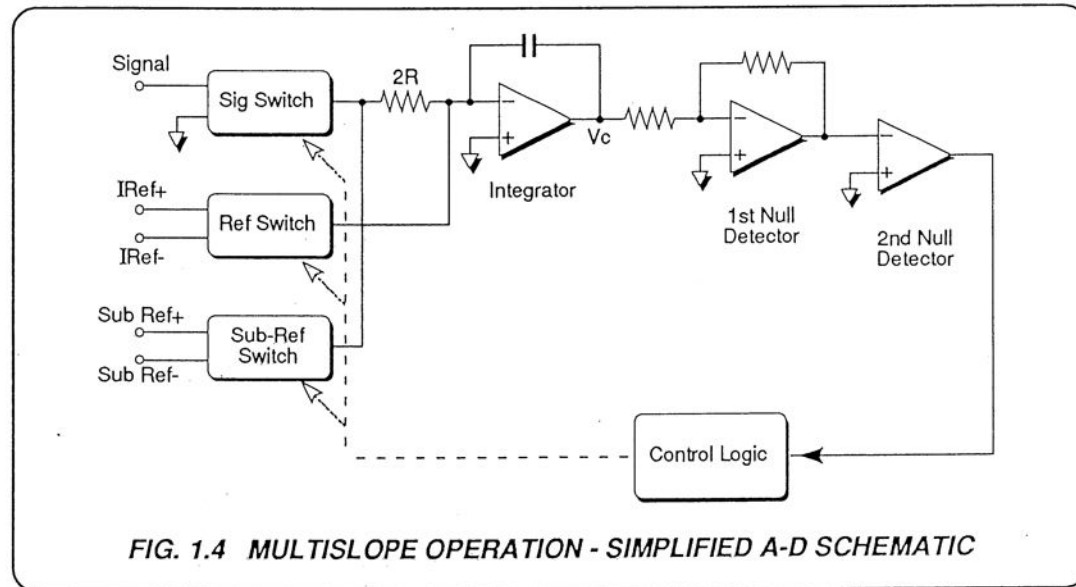 Signal
Sig Switch
2R
Vc
Integrator
IRef+
IRef-
Ref Switch
1st Null
Detector
2nd Null
Detector
Sub Ref+
Sub Ref-
Sub-Ref
Switch
Control Logic
FIG. 1.4 MULTISLOPE OPERATION - SIMPLIFIED A-D SCHEMATIC